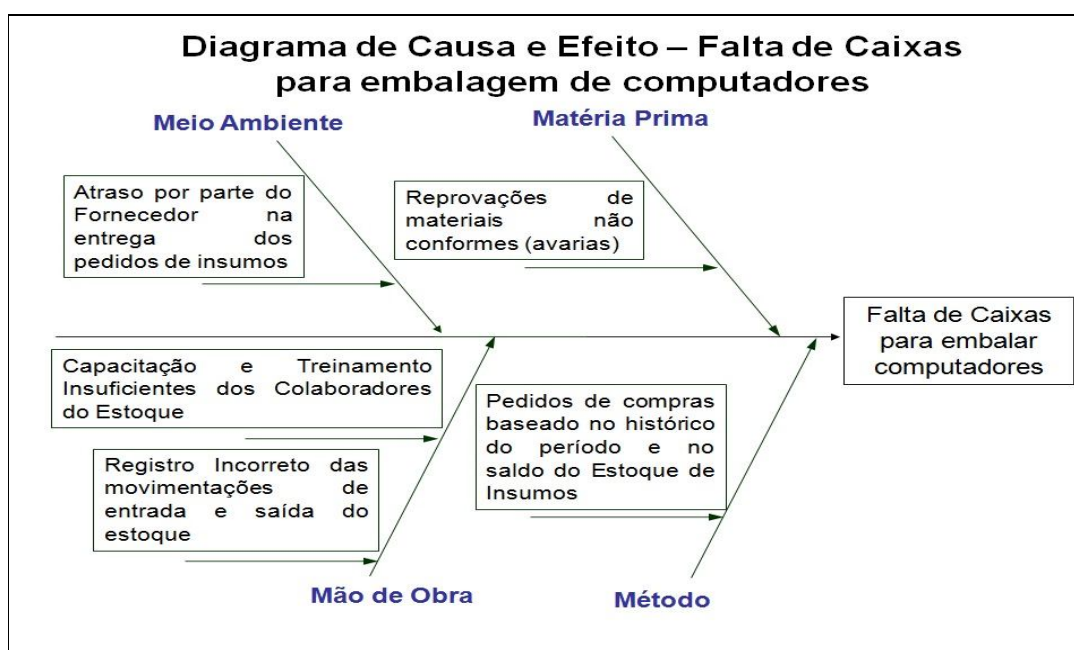 Diagrama de Causa e Efeito – Falta de Caixas
para embalagem de computadores
Meio Ambiente
Matéria Prima
Atraso por parte do
Fornecedor na
entrega dos
pedidos de insumos
Reprovações de
materiais não
conformes (avarias)
Falta de Caixas
para embalar
computadores
Capacitação e Treinamento
Insuficientes dos Colaboradores
do Estoque
Pedidos de compras
baseado no histórico
do período e no
saldo do Estoque de
Insumos
Registro Incorreto das
movimentações de
entrada e saída do
estoque
Mão de Obra
Método